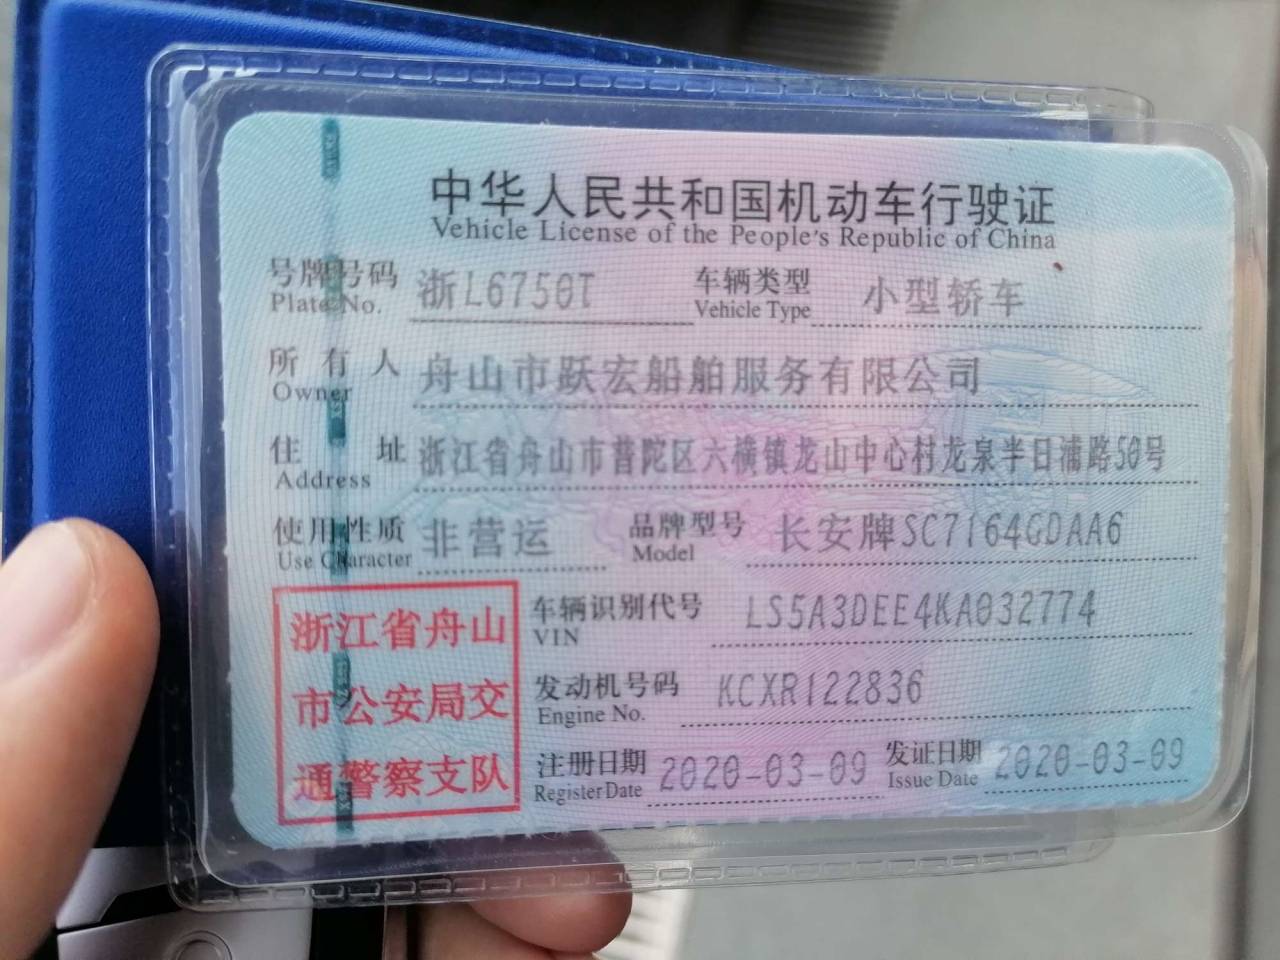 中华人民共和国机动车行驶证
Vehicle License of the People's Republic of China
号牌号码 浙L6750T 车辆类型 小型轿车
Plate No. Vehicle Type
所有人 舟山市跃宏船舶服务有限公司
Owner
住址 浙江省舟山市普陀区六横镇龙山中心村龙泉半日浦路50号
Address
使用性质 非营运 品牌型号 长安牌SC7164GDAA6
Use Character Model
车辆识别代号 LS5A3DEE4KA032774
VIN
发动机号码 KCXR122836
Engine No.
注册日期 2020-03-09 发证日期 2020-03-09
Register Date Issue Date
浙江省舟山
市公安局交
通警察支队